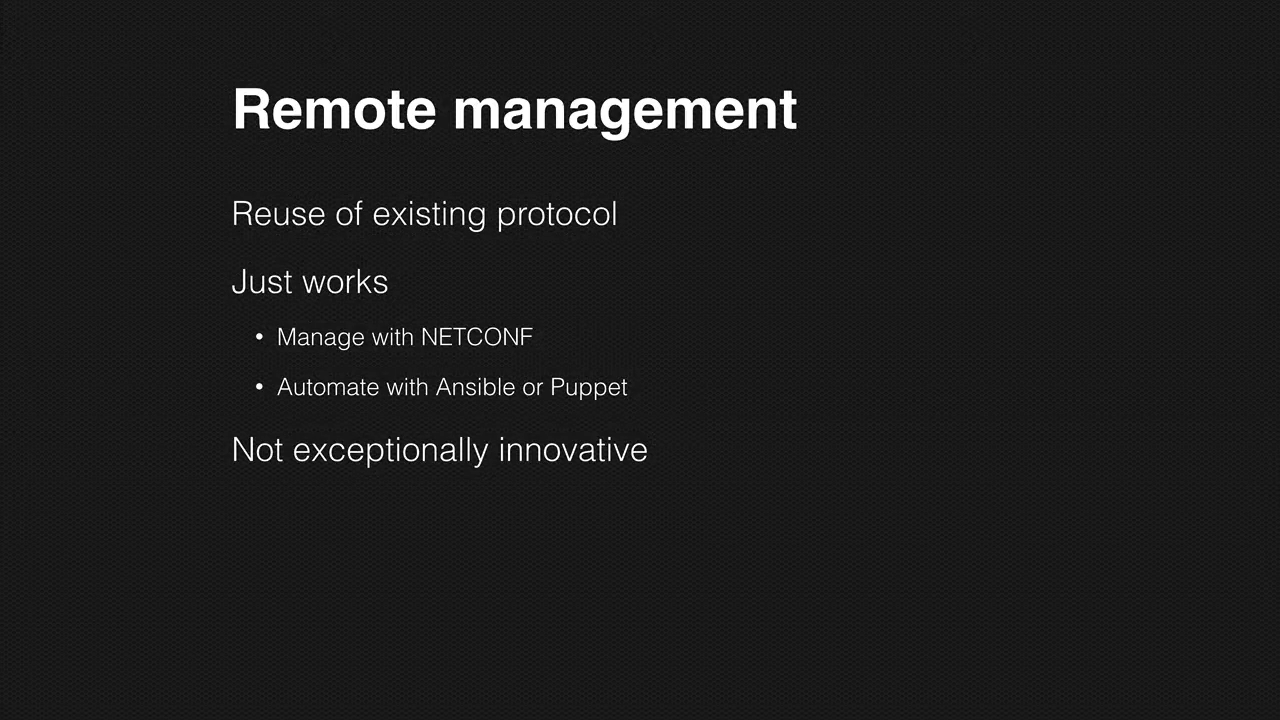 Remote management
Reuse of existing protocol
Just works
• Manage with NETCONF
• Automate with Ansible or Puppet
Not exceptionally innovative